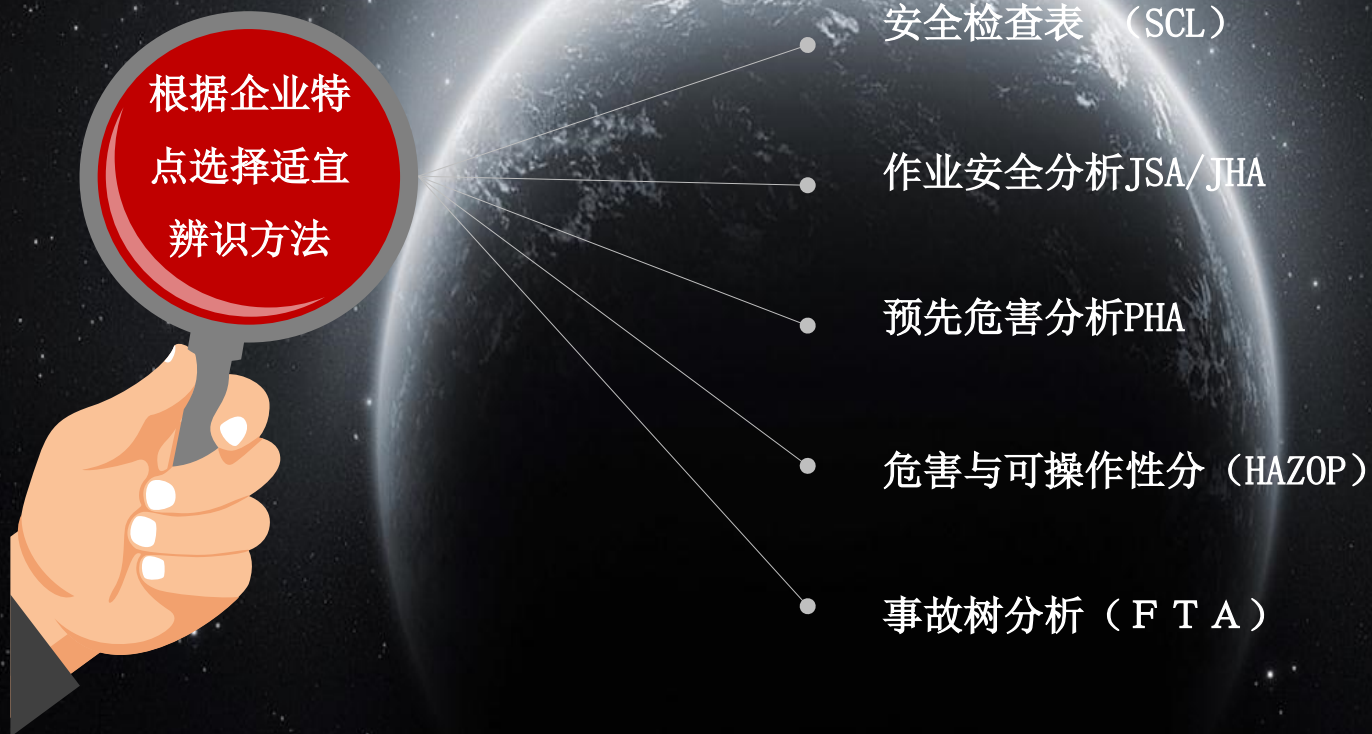 根据企业特
点选择适宜
辨识方法
安全检查表 （SCL）
作业安全分析JSA/JHA
预先危害分析PHA
危害与可操作性分（HAZOP）
事故树分析（ＦＴＡ）